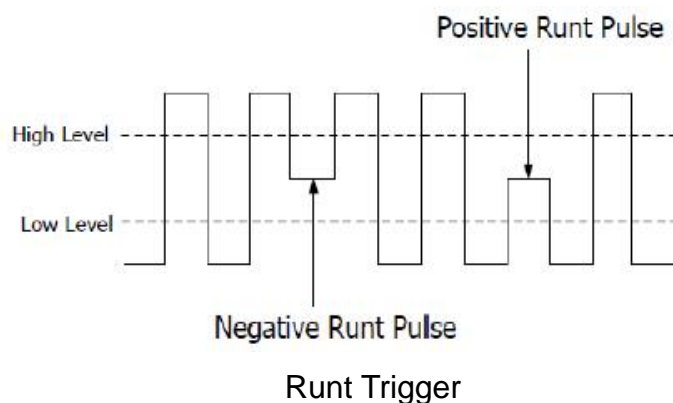 Positive Runt Pulse
High Level
Low Level
Negative Runt Pulse
Runt Trigger